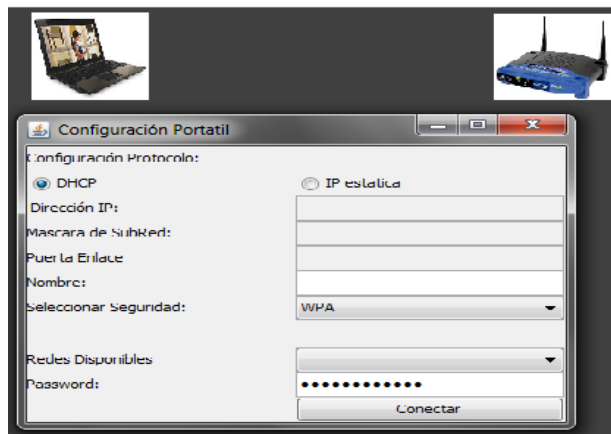 Configuración Portatil
Configuración Protocolo:
DHCP
IP estatica
Dirección IP:
Mascara de SubRed:
Puerta Enlace
Nombre:
Seleccionar Seguridad:
WPA
Redes Disponibles
Password:
••••••••••••
Conectar